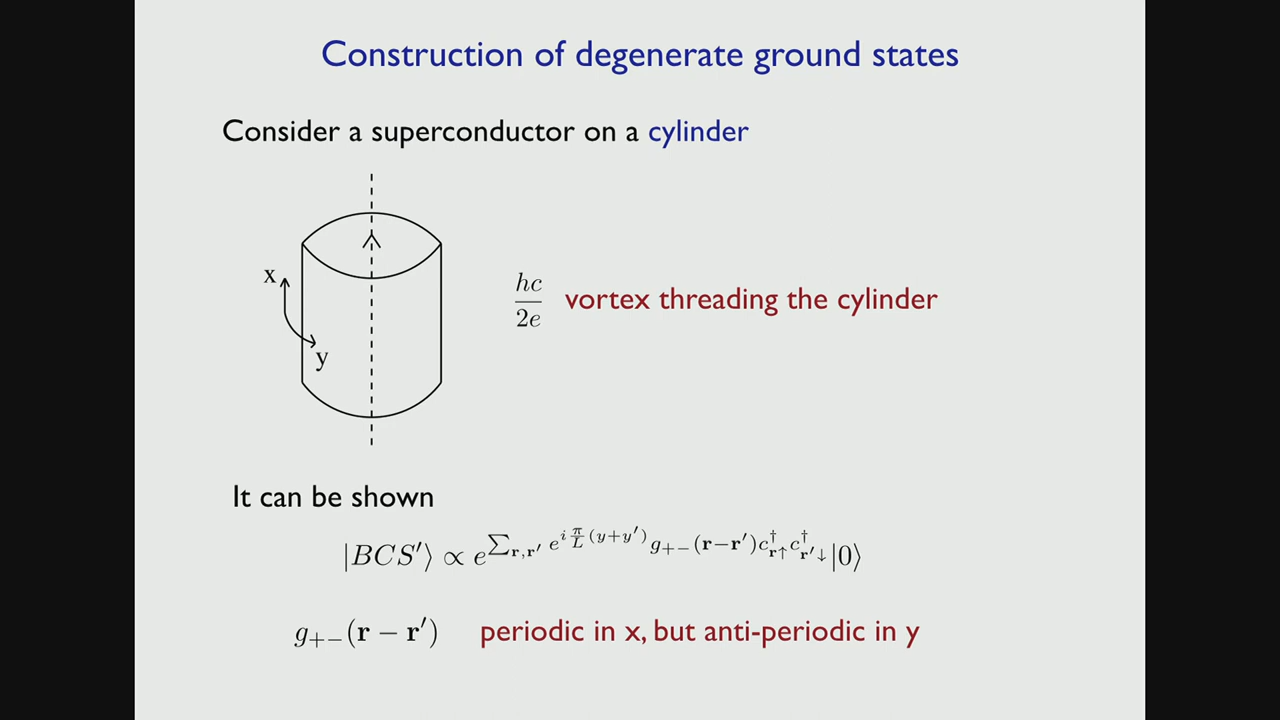 Construction of degenerate ground states
Consider a superconductor on a cylinder
x
y
hc/2e vortex threading the cylinder
It can be shown
|BCS′⟩ ∝ e^{∑_{r,r′} e^{i π/L (y+y′)} g_{+−}(r−r′) c†_{r↑} c†_{r′↓}} |0⟩
g_{+−}(r − r′) periodic in x, but anti-periodic in y